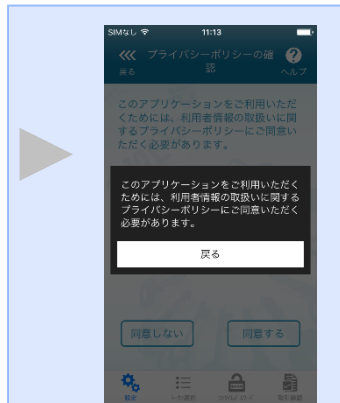 SIMなし 11:13
プライバシーポリシーの確
認
戻る
ヘルプ
このアプリケーションをご利用いただ
くためには、利用者情報の取扱いに関
するプライバシーポリシーにご同意い
ただく必要があります。
このアプリケーションをご利用いただく
ためには、利用者情報の取扱いに関する
プライバシーポリシーにご同意いただく
必要があります。
戻る
同意しない 同意する
設定